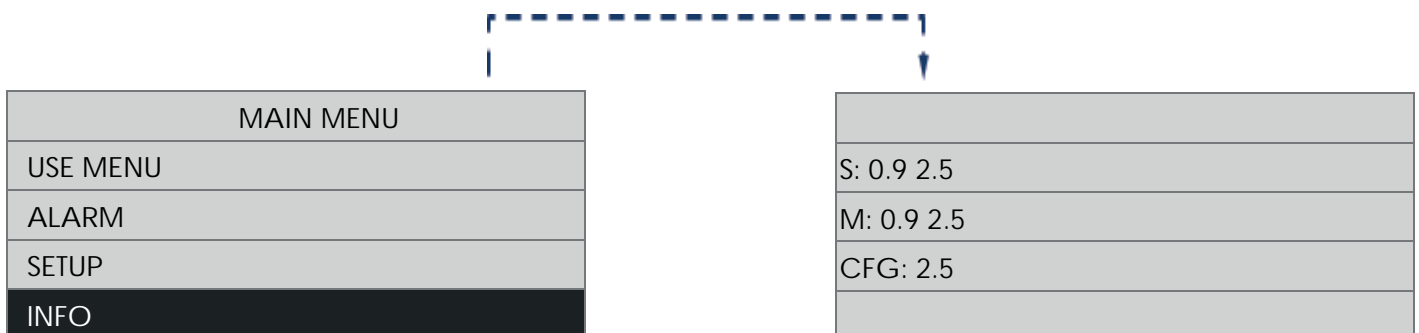 MAIN MENU
USE MENU
ALARM
SETUP
INFO
S: 0.9 2.5
M: 0.9 2.5
CFG: 2.5